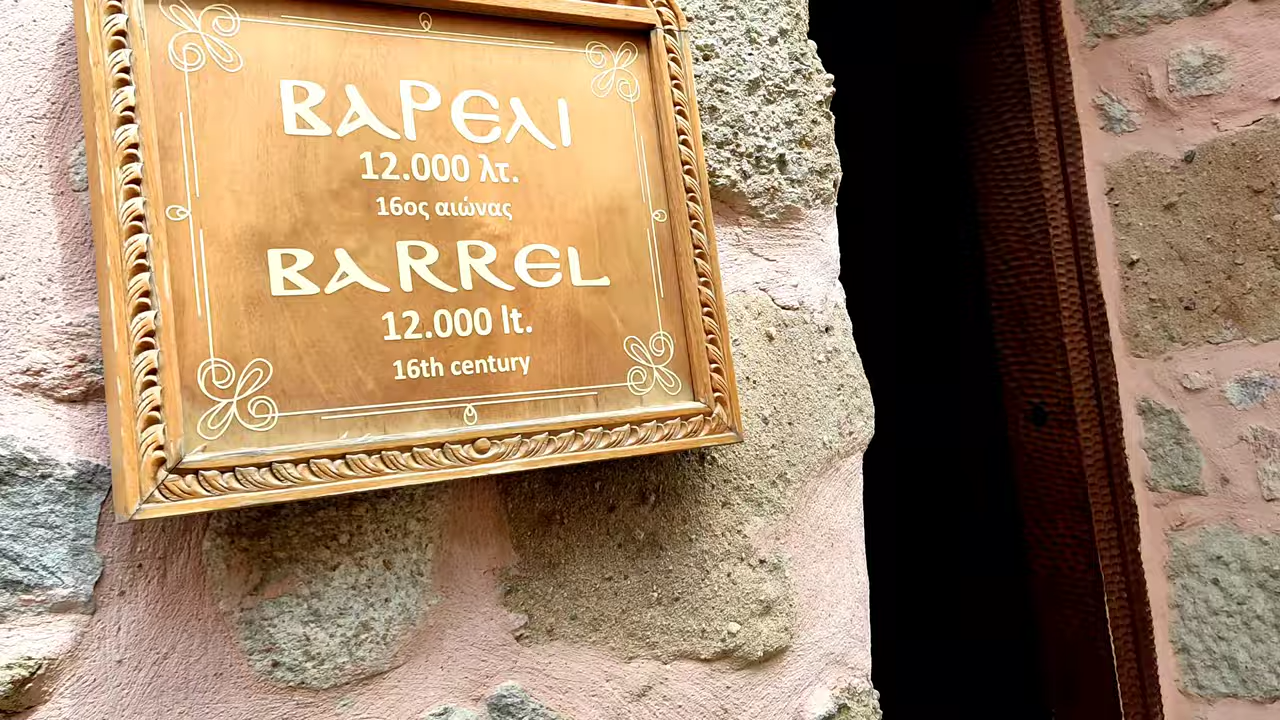 ΒΑΡΕΛΙ
12.000 λτ.
16ος αιώνας
BARREL
12.000 lt.
16th century